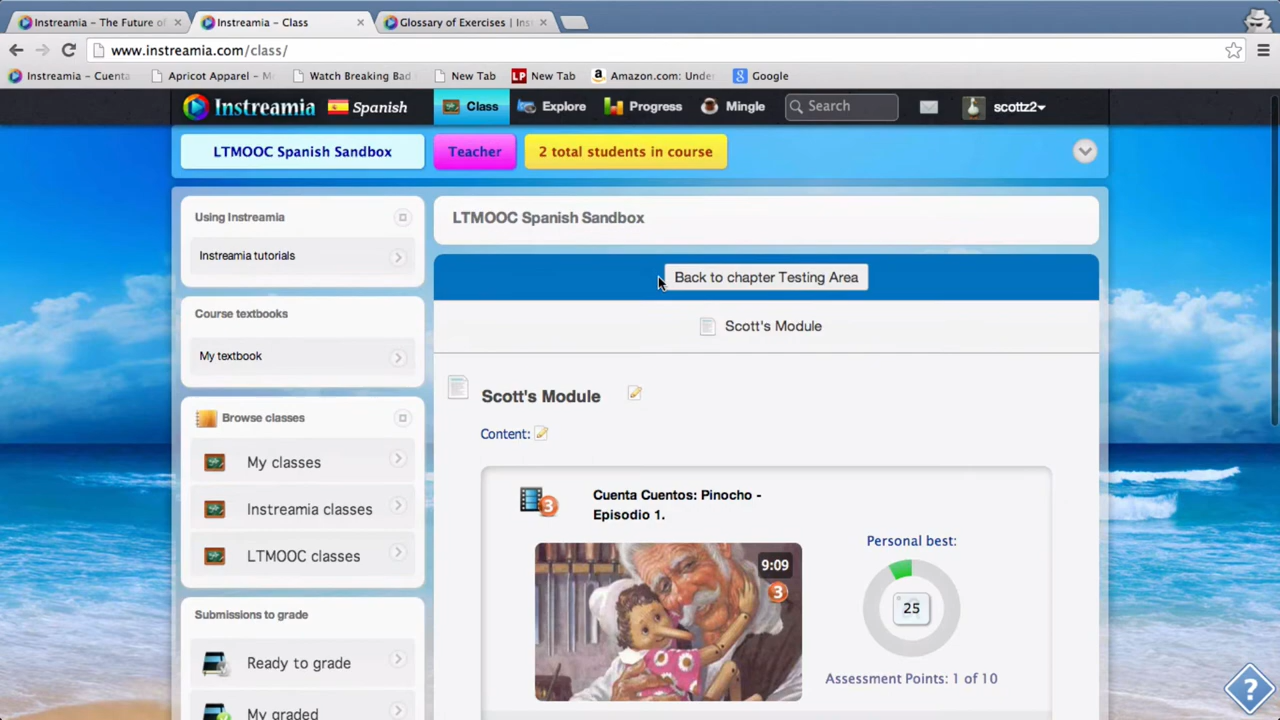 Instreamia – The Future of
Instreamia – Class
Glossary of Exercises | Ins
www.instreamia.com/class/
Instreamia – Cuenta
Apricot Apparel – M
Watch Breaking Bad
New Tab
LP New Tab
Amazon.com: Unde
8 Google
Instreamia
Spanish
Class
Explore
Progress
Mingle
Search
scottz2
LTMOOC Spanish Sandbox
Teacher
2 total students in course
Using Instreamia
Instreamia tutorials
Course textbooks
My textbook
Browse classes
My classes
Instreamia classes
LTMOOC classes
Submissions to grade
Ready to grade
My graded
LTMOOC Spanish Sandbox
Back to chapter Testing Area
Scott's Module
Scott's Module
Content:
3
Cuenta Cuentos: Pinocho -
Episodio 1.
9:09
3
Personal best:
25
Assessment Points: 1 of 10
?